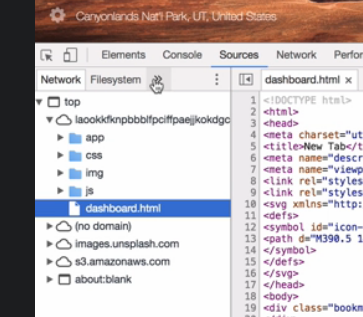 Canyonlands Nat'l Park, UT, United States
Elements Console Sources Network Perfor
Network Filesystem »
dashboard.html ×
top
laookkfknpbbblfpciffpaejjkokdgc
app
css
img
js
dashboard.html
(no domain)
images.unsplash.com
s3.amazonaws.com
about:blank
1 <!DOCTYPE html>
2 <html>
3 <head>
4 <meta charset="ut
5 <title>New Tab</t
6 <meta name="descr
7 <meta name="viewp
8 <link rel="styles
9 <link rel="styles
10 <svg xmlns="http:
11 <defs>
12 <symbol id="icon-
13 <path d="M390.5 1
14 </symbol>
15 </defs>
16 </svg>
17 </head>
18 <body>
19 <div class="bookm